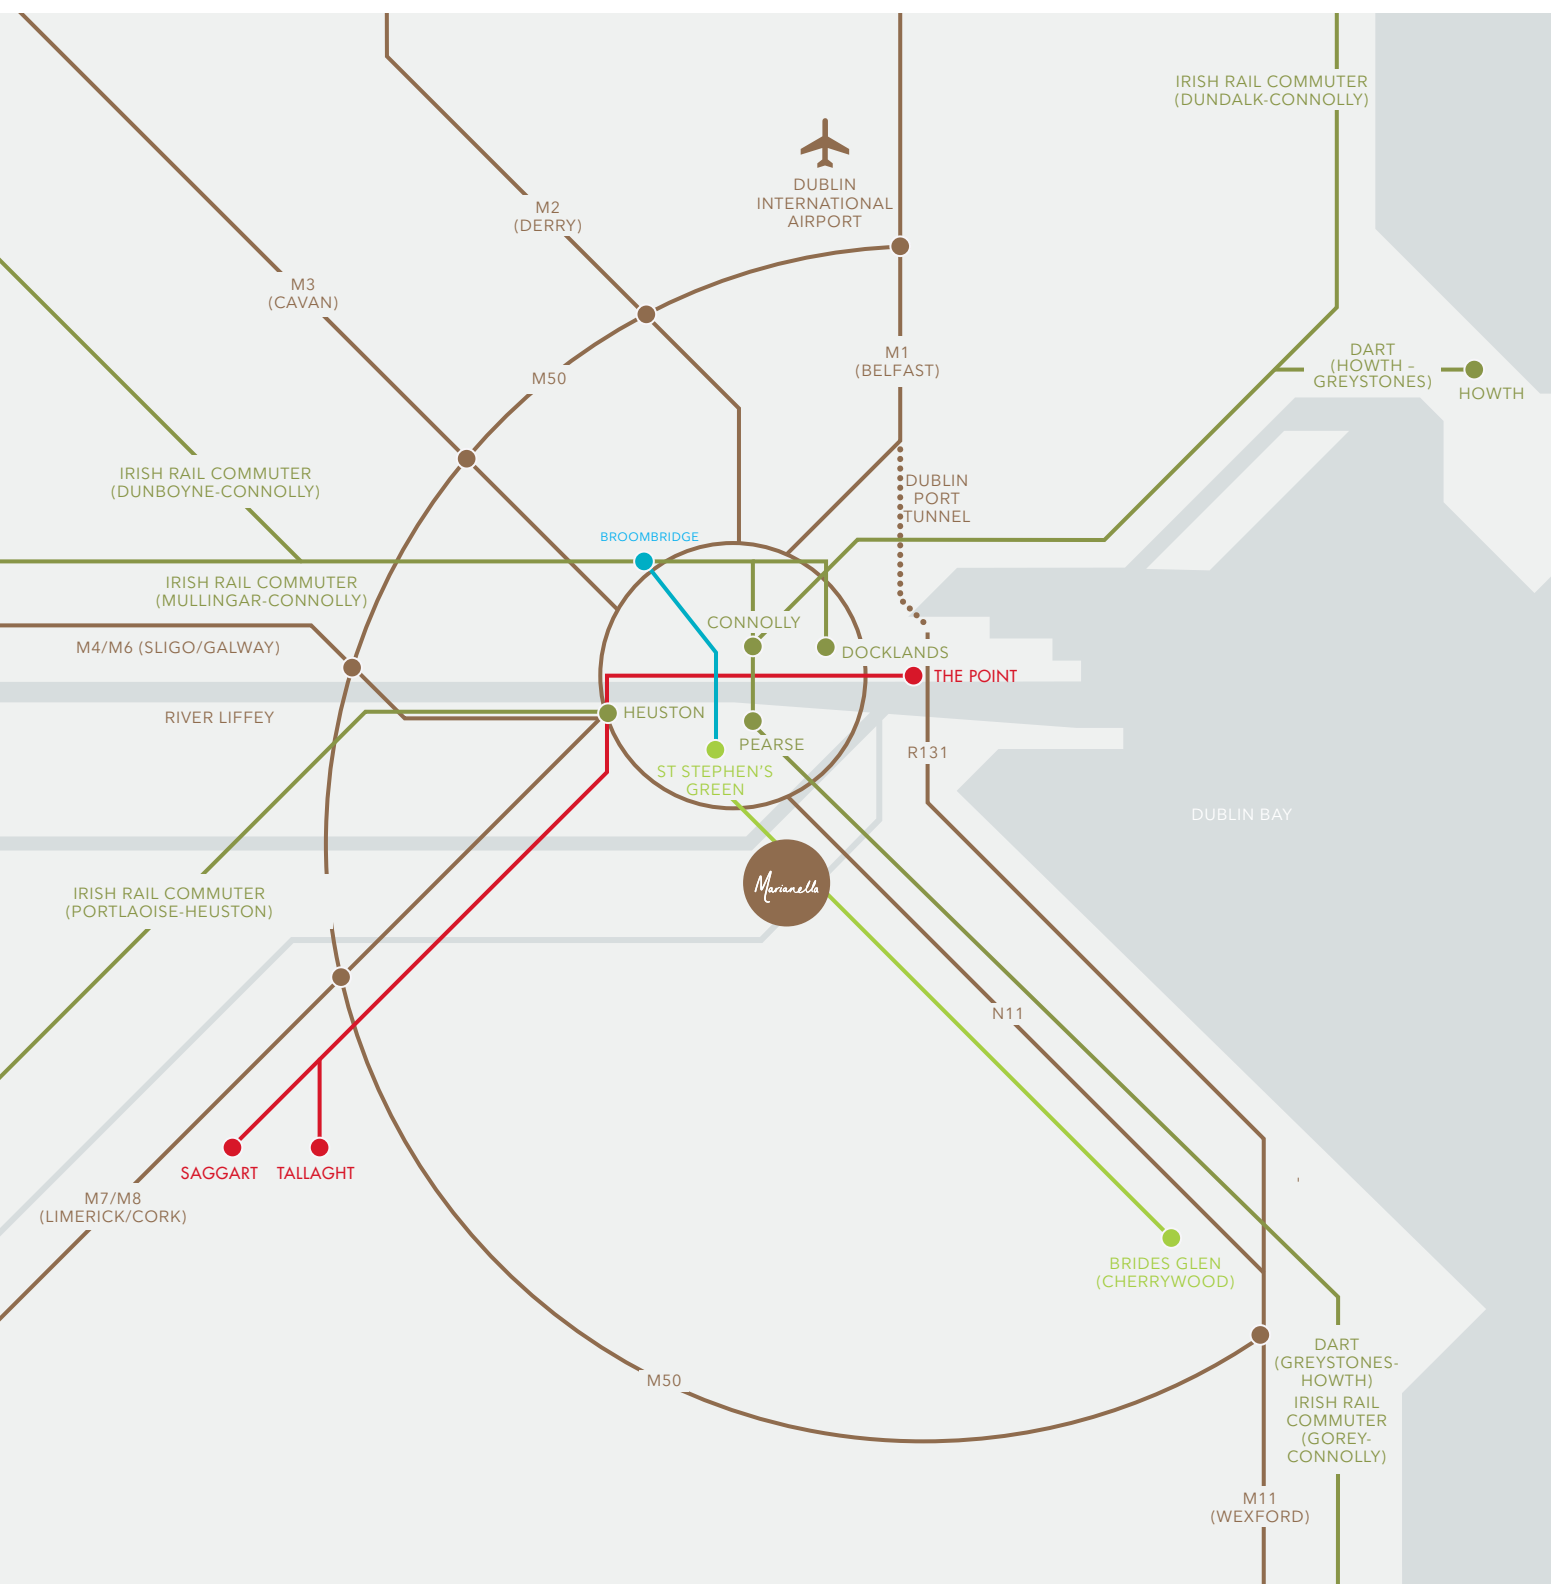 IRISH RAIL COMMUTER
(DUNDALK-CONNOLLY)
DUBLIN
INTERNATIONAL
AIRPORT
M2
(DERRY)
M3
(CAVAN)
M1
(BELFAST)
DART
(HOWTH –
GREYSTONES)
HOWTH
M50
IRISH RAIL COMMUTER
(DUNBOYNE-CONNOLLY)
DUBLIN
PORT
TUNNEL
BROOMBRIDGE
IRISH RAIL COMMUTER
(MULLINGAR-CONNOLLY)
CONNOLLY
M4/M6 (SLIGO/GALWAY)
DOCKLANDS
THE POINT
RIVER LIFFEY
HEUSTON
PEARSE
R131
ST STEPHEN'S
GREEN
DUBLIN BAY
Marianella
IRISH RAIL COMMUTER
(PORTLAOISE-HEUSTON)
N11
SAGGART
TALLAGHT
M7/M8
(LIMERICK/CORK)
BRIDES GLEN
(CHERRYWOOD)
DART
(GREYSTONES-
HOWTH)
IRISH RAIL
COMMUTER
(GOREY-
CONNOLLY)
M50
M11
(WEXFORD)